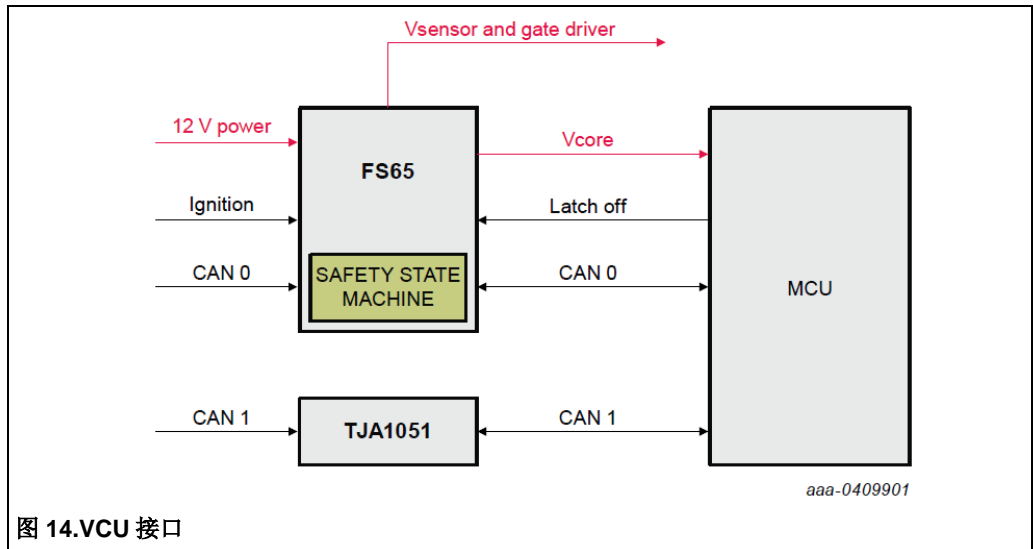 Vsensor and gate driver
12 V power
Vcore
FS65
Ignition
Latch off
CAN 0
SAFETY STATE
MACHINE
CAN 0
MCU
CAN 1
TJA1051
CAN 1
aaa-0409901
图 14.VCU 接口